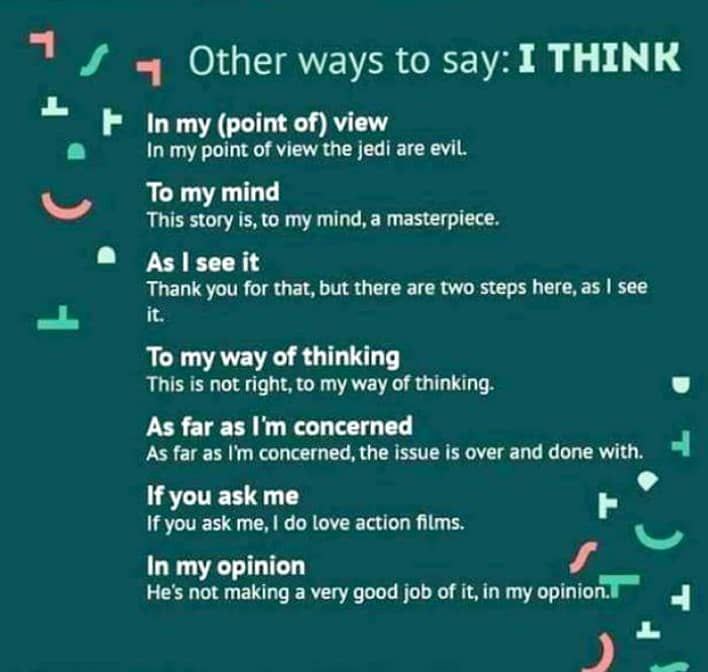 Other ways to say: I THINK
In my (point of) view
In my point of view the jedi are evil.
To my mind
This story is, to my mind, a masterpiece.
As I see it
Thank you for that, but there are two steps here, as I see
it.
To my way of thinking
This is not right, to my way of thinking.
As far as I'm concerned
As far as I'm concerned, the issue is over and done with.
If you ask me
If you ask me, I do love action films.
In my opinion
He's not making a very good job of it, in my opinion.